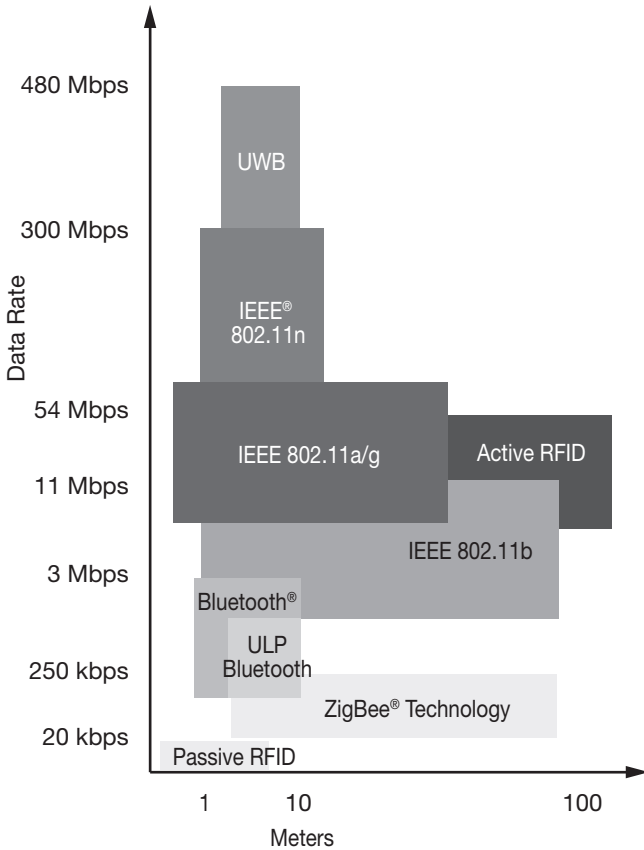 480 Mbps
UWB
300 Mbps
IEEE®
802.11n
Data Rate
54 Mbps
IEEE 802.11a/g
Active RFID
11 Mbps
IEEE 802.11b
3 Mbps
Bluetooth®
ULP
Bluetooth
250 kbps
ZigBee® Technology
20 kbps
Passive RFID
1 10 100
Meters